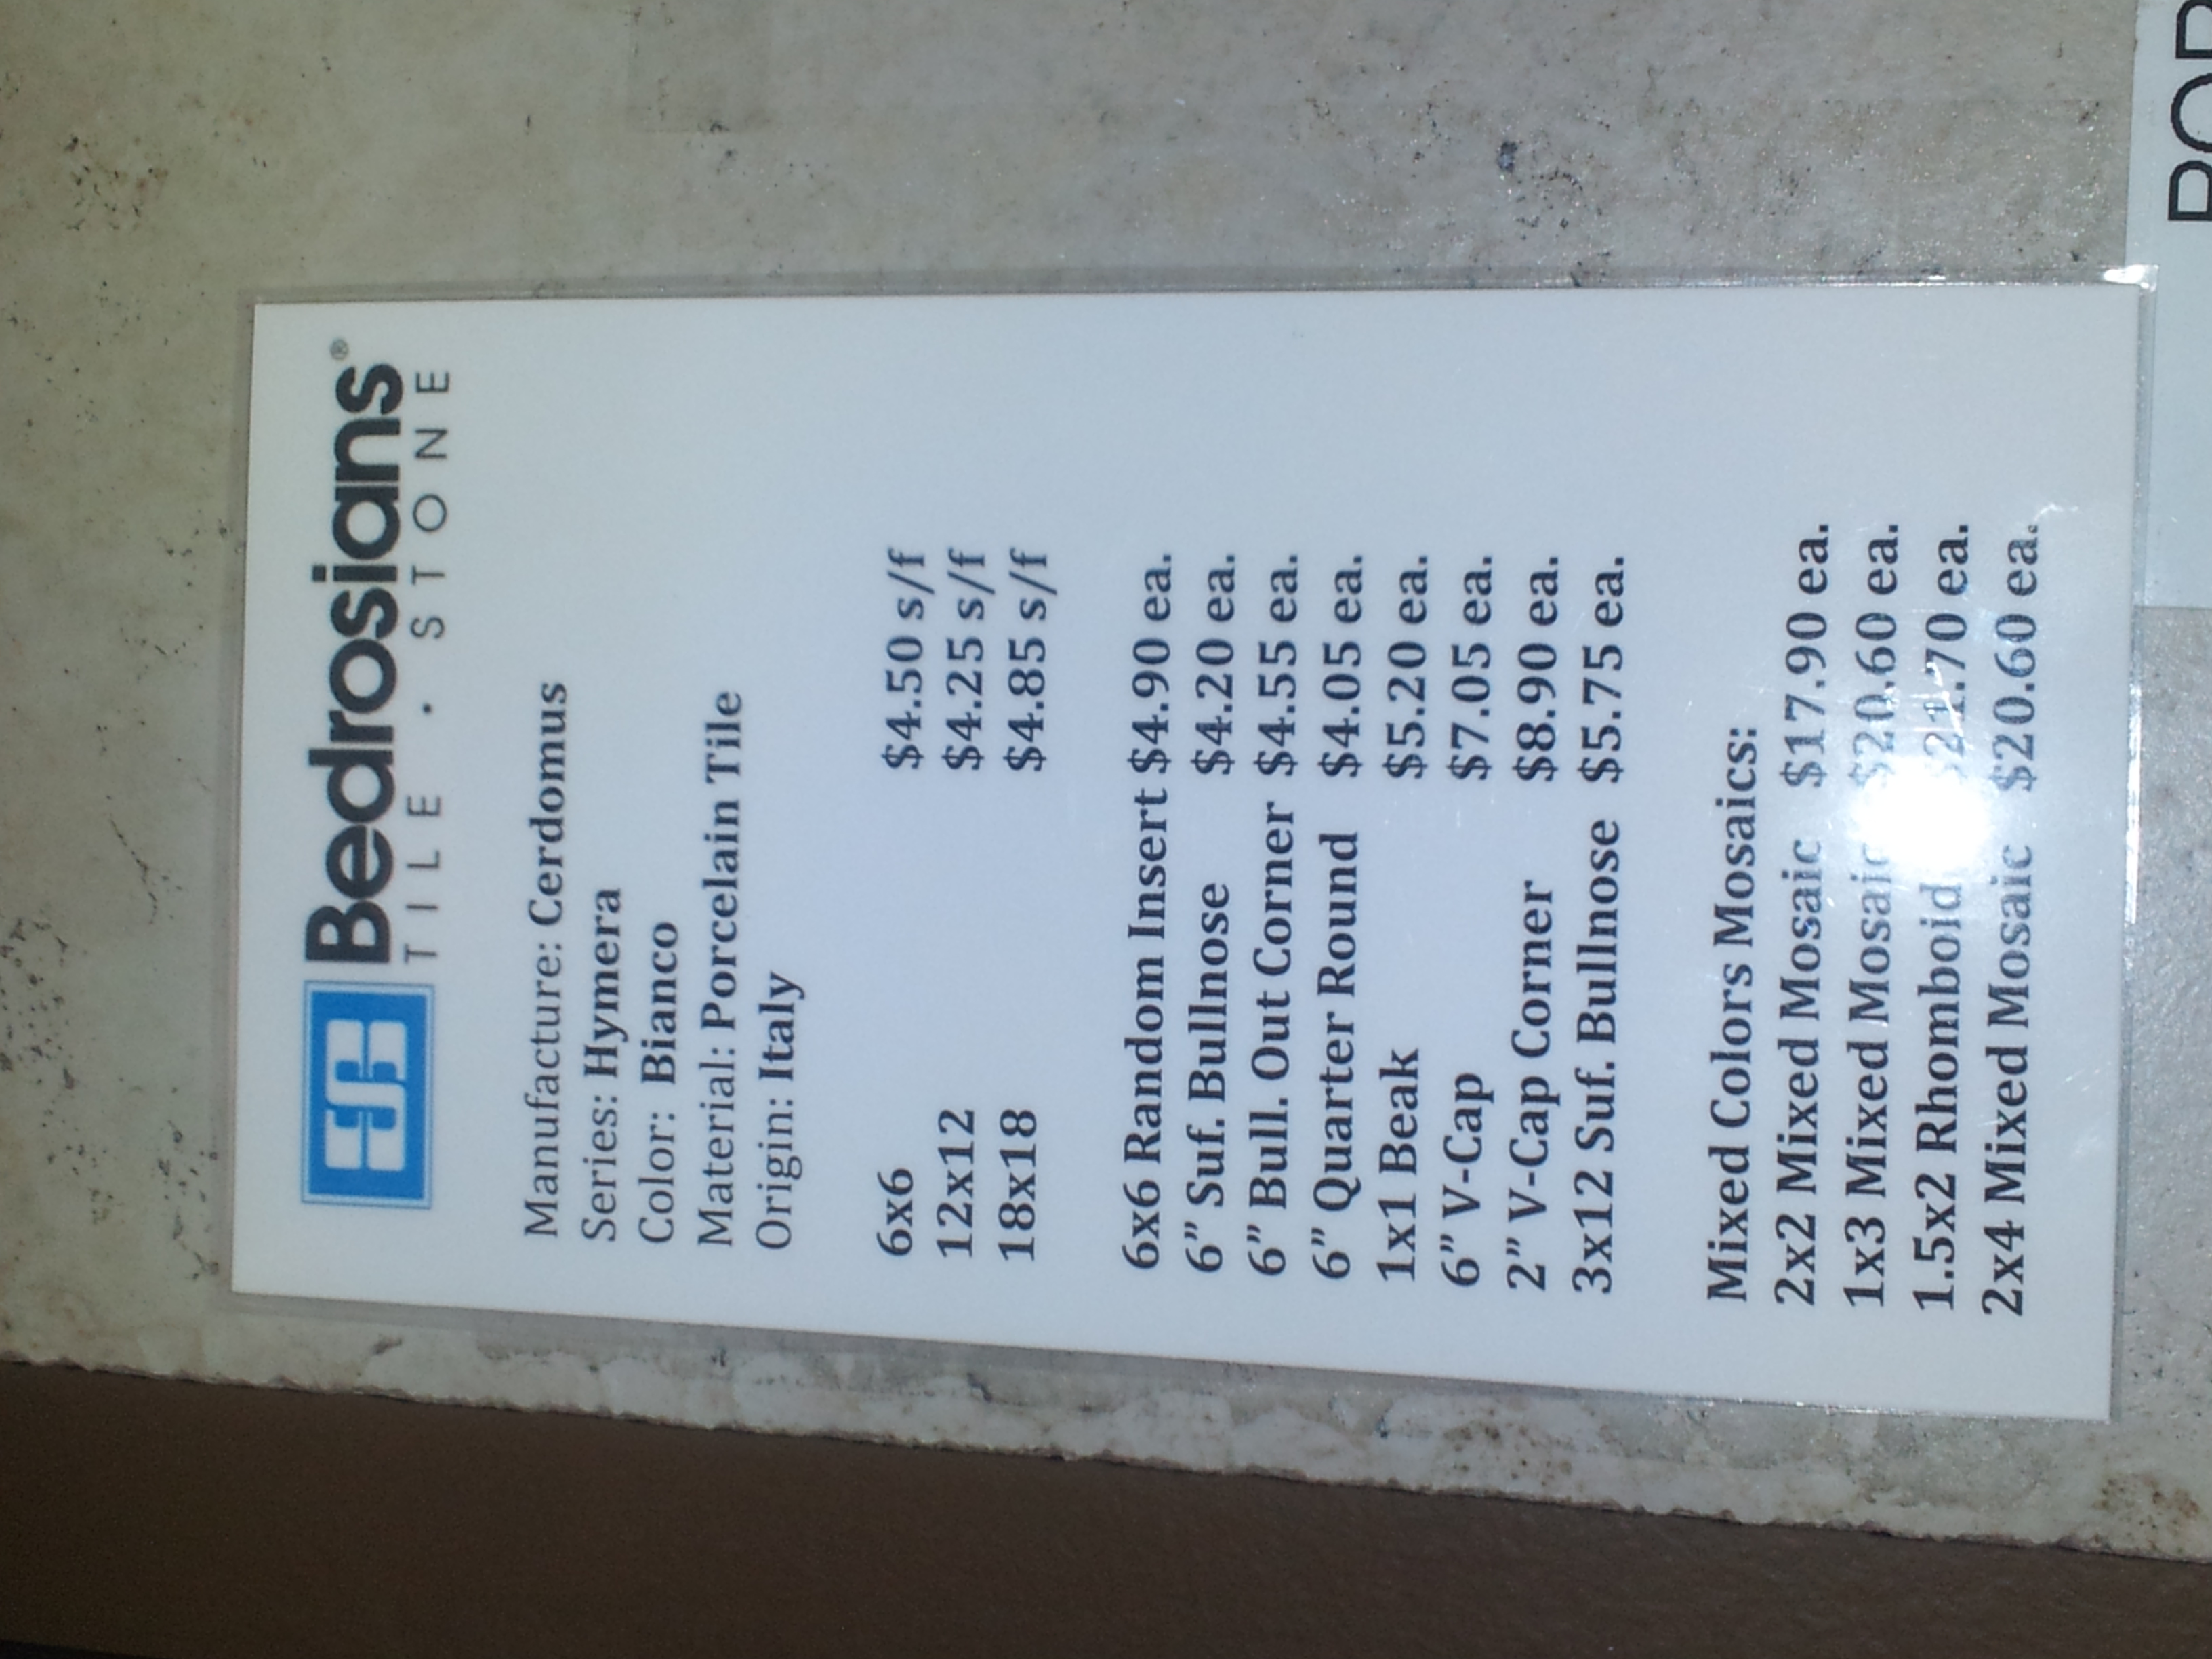 Bedrosians®
TILE · STONE
Manufacture: Cerdomus
Series: Hymera
Color: Bianco
Material: Porcelain Tile
Origin: Italy
6x6 $4.50 s/f
12x12 $4.25 s/f
18x18 $4.85 s/f
6x6 Random Insert $4.90 ea.
6” Suf. Bullnose $4.20 ea.
6” Bull. Out Corner $4.55 ea.
6” Quarter Round $4.05 ea.
1x1 Beak $5.20 ea.
6” V-Cap $7.05 ea.
2” V-Cap Corner $8.90 ea.
3x12 Suf. Bullnose $5.75 ea.
Mixed Colors Mosaics:
2x2 Mixed Mosaic $17.90 ea.
1x3 Mixed Mosaic $20.60 ea.
1.5x2 Rhomboid $21.70 ea.
2x4 Mixed Mosaic $20.60 ea.